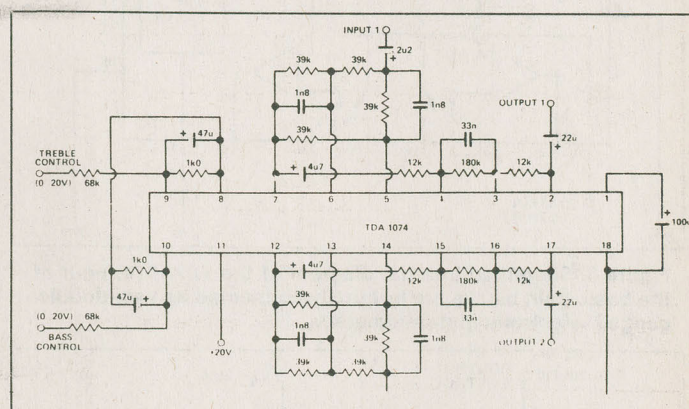 INPUT 1
2u2
39k
39k
1n8
39k
1n8
39k
33n
OUTPUT 1
22u
47u
+
1k0
TREBLE
CONTROL
(0 20V)
68k
+
4u7
12k
180k
12k
9
8
7
6
5
4
3
2
1
TDA 1074
100u
10
11
12
13
14
15
16
17
18
1k0
47u
+
(0 20V)
68k
BASS
CONTROL
+20V
+
4u7
39k
1n8
39k
39k
39k
1n8
12k
180k
12k
22u
OUTPUT 2